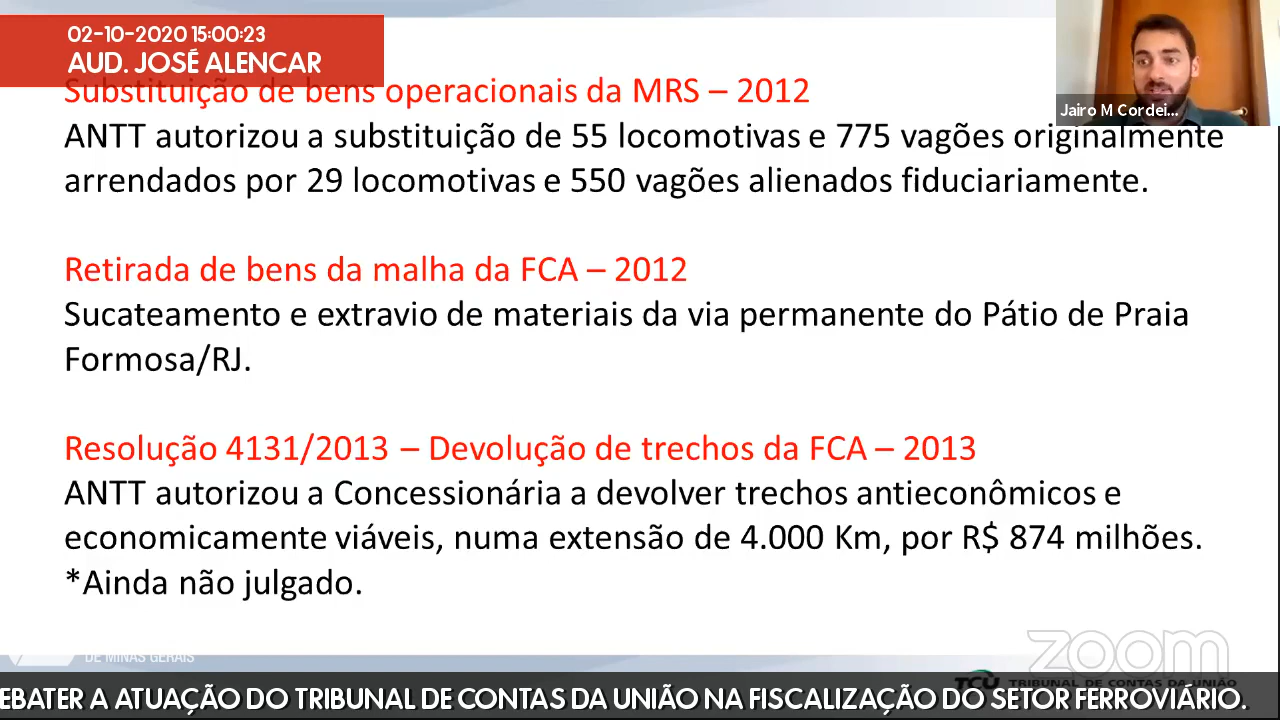 02-10-2020 15:00:23
AUD. JOSÉ ALENCAR
Jairo M Cordei...
Substituição de bens operacionais da MRS – 2012
ANTT autorizou a substituição de 55 locomotivas e 775 vagões originalmente
arrendados por 29 locomotivas e 550 vagões alienados fiduciariamente.
Retirada de bens da malha da FCA – 2012
Sucateamento e extravio de materiais da via permanente do Pátio de Praia
Formosa/RJ.
Resolução 4131/2013 – Devolução de trechos da FCA – 2013
ANTT autorizou a Concessionária a devolver trechos antieconômicos e
economicamente viáveis, numa extensão de 4.000 Km, por R$ 874 milhões.
*Ainda não julgado.
zoom
DE MINAS GERAIS
TCU TRIBUNAL DE CONTAS DA UNIÃO
EBATER A ATUAÇÃO DO TRIBUNAL DE CONTAS DA UNIÃO NA FISCALIZAÇÃO DO SETOR FERROVIÁRIO.